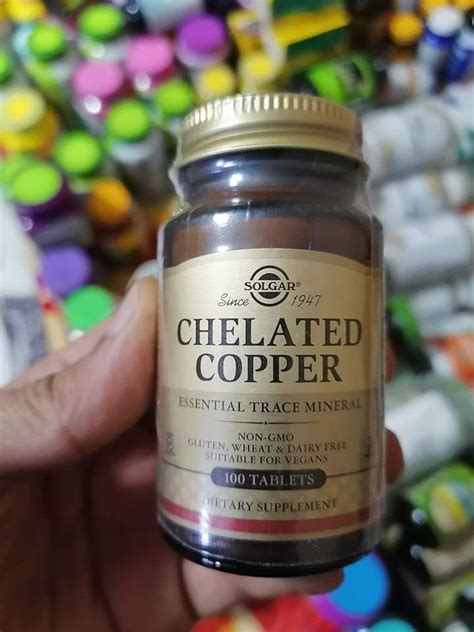 SOLGAR®
Since 1947
CHELATED
COPPER
ESSENTIAL TRACE MINERAL
NON-GMO
GLUTEN, WHEAT & DAIRY FREE
SUITABLE FOR VEGANS
100 TABLETS
DIETARY SUPPLEMENT